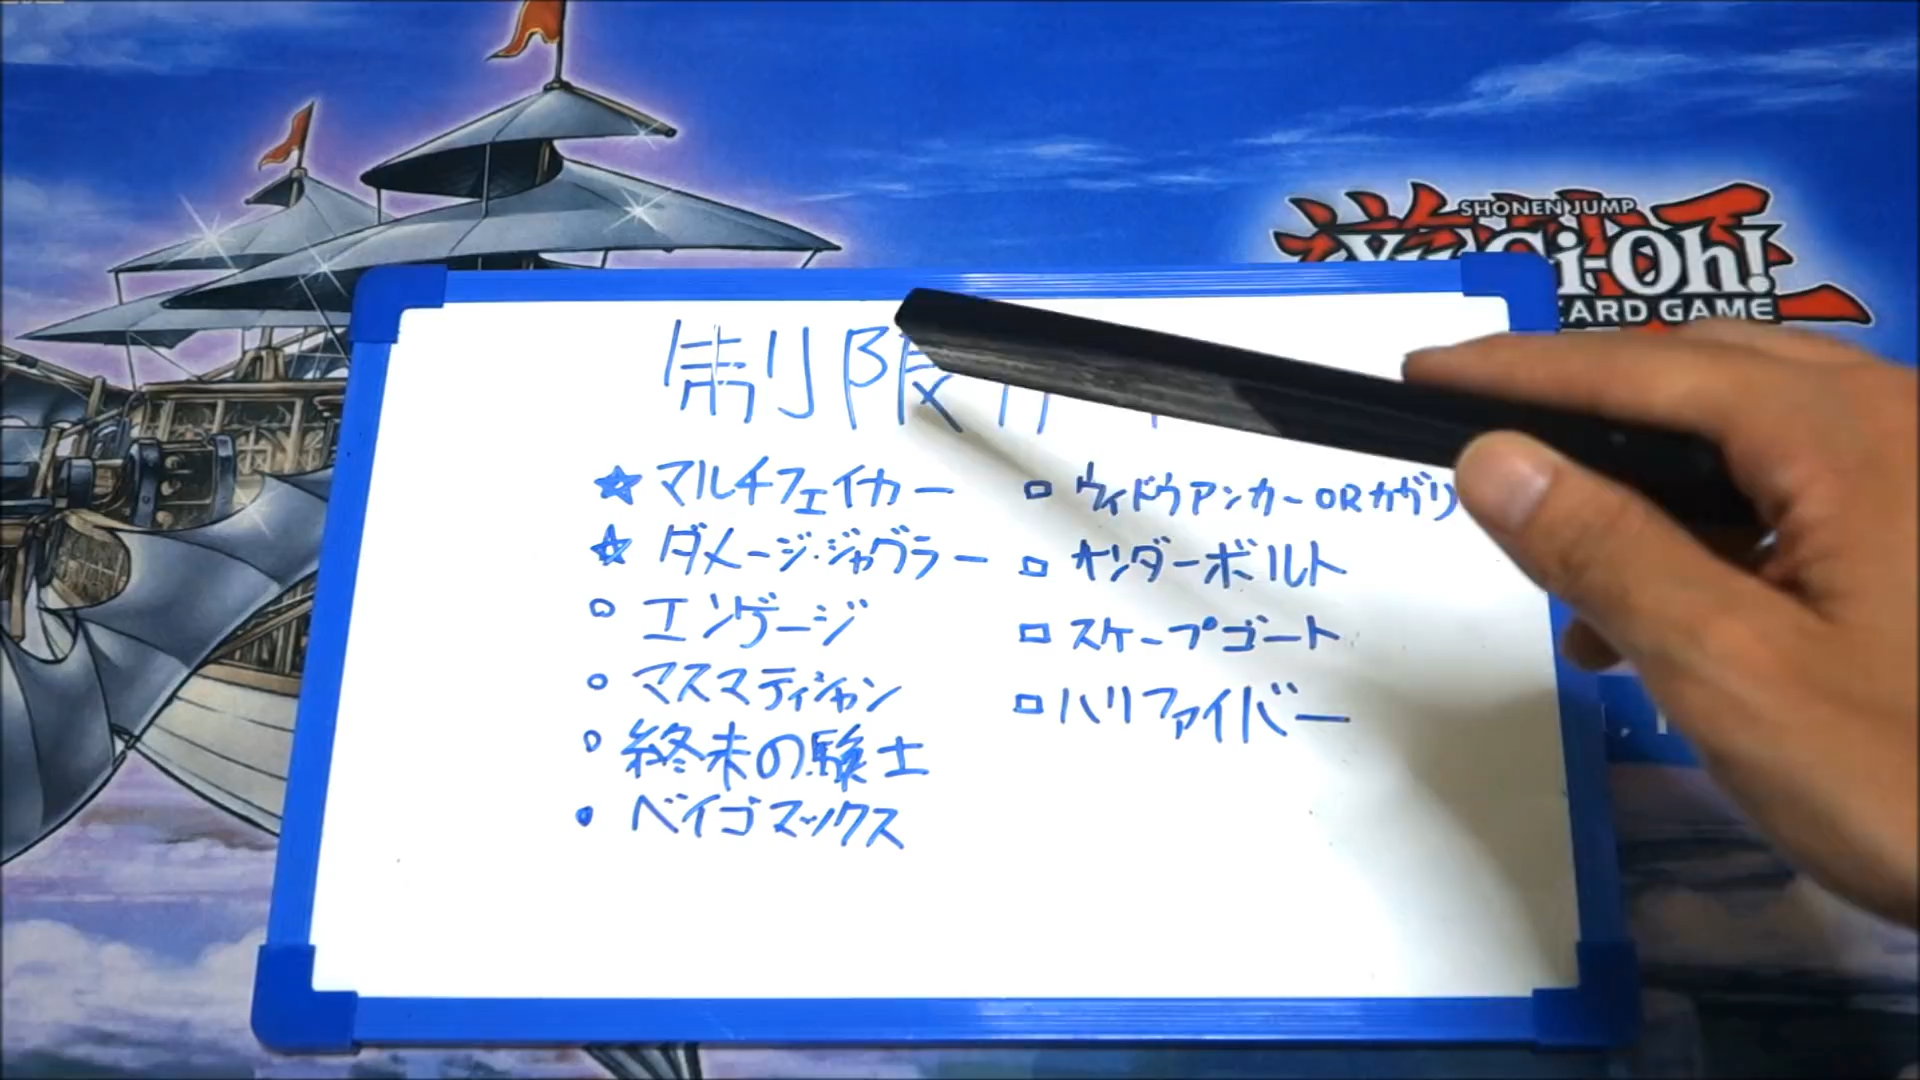 SHONEN JUMP
Yu-Gi-Oh!
CARD GAME
制限
☆ マルチフェイカー
☆ ダメージ・ジャグラー
○ エンゲージ
○ マスマティシャン
○ 終末の騎士
● ベイゴマックス
□ ウィドウアンカー OR カガリ
□ サンダーボルト
□ スケープゴート
□ ハリファイバー